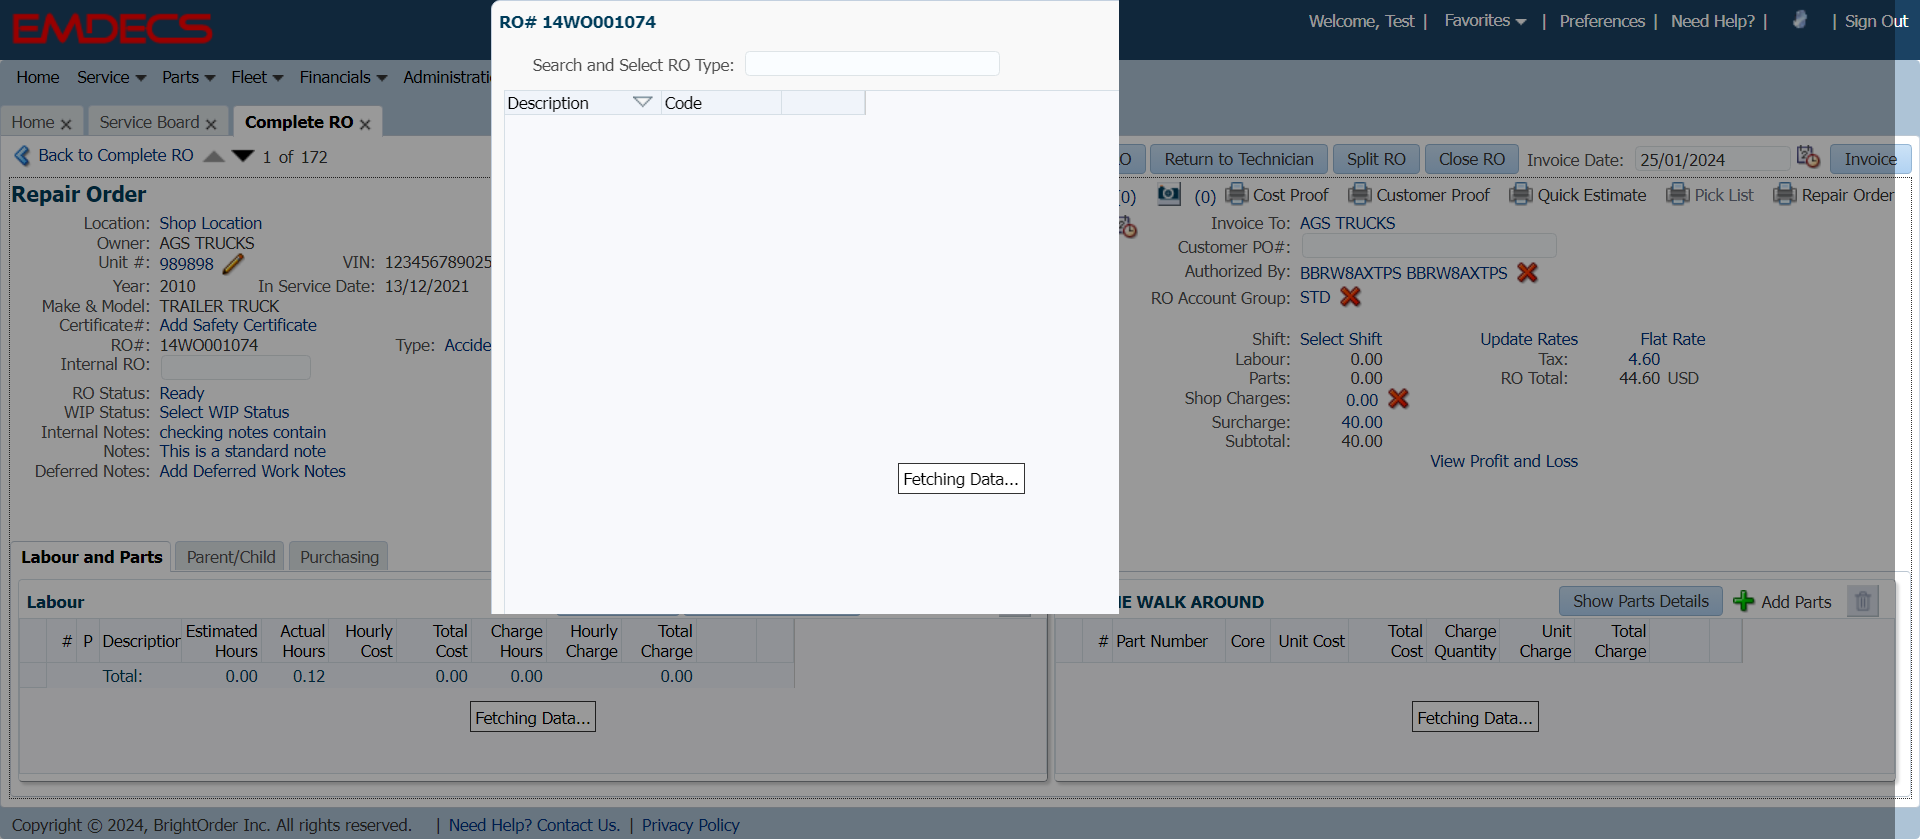 EMDECS
Welcome, Test | Favorites | Preferences | Need Help? | | Sign Out
Home Service Parts Fleet Financials
Home Service Board Complete RO
Back to Complete RO 1 of 172
Return to Technician Split RO Close RO Invoice Date: 25/01/2024 Invoice
RO# 14WO001074
Search and Select RO Type:
Description Code
Fetching Data...
Repair Order
(0) Cost Proof Customer Proof Quick Estimate Pick List Repair Order
Location: Shop Location
Owner: AGS TRUCKS
Unit #: 989898 VIN: 123456789025
Year: 2010 In Service Date: 13/12/2021
Make & Model: TRAILER TRUCK
Certificate#: Add Safety Certificate
RO#: 14WO001074 Type: Accide
Internal RO:
RO Status: Ready
WIP Status: Select WIP Status
Internal Notes: checking notes contain
Notes: This is a standard note
Deferred Notes: Add Deferred Work Notes
Invoice To: AGS TRUCKS
Customer PO#:
Authorized By: BBRW8AXTPS BBRW8AXTPS
RO Account Group: STD
Shift: Select Shift Update Rates Flat Rate
Labour: 0.00 Tax: 4.60
Parts: 0.00 RO Total: 44.60 USD
Shop Charges: 0.00
Surcharge: 40.00
Subtotal: 40.00
View Profit and Loss
Labour and Parts Parent/Child Purchasing
Labour
# P Description Estimated Hours Actual Hours Hourly Cost Total Cost Charge Hours Hourly Charge Total Charge
Total: 0.00 0.12 0.00 0.00 0.00
Fetching Data...
WALK AROUND Show Parts Details Add Parts
# Part Number Core Unit Cost Total Cost Charge Quantity Unit Charge Total Charge
Fetching Data...
Copyright © 2024, BrightOrder Inc. All rights reserved. | Need Help? Contact Us. | Privacy Policy